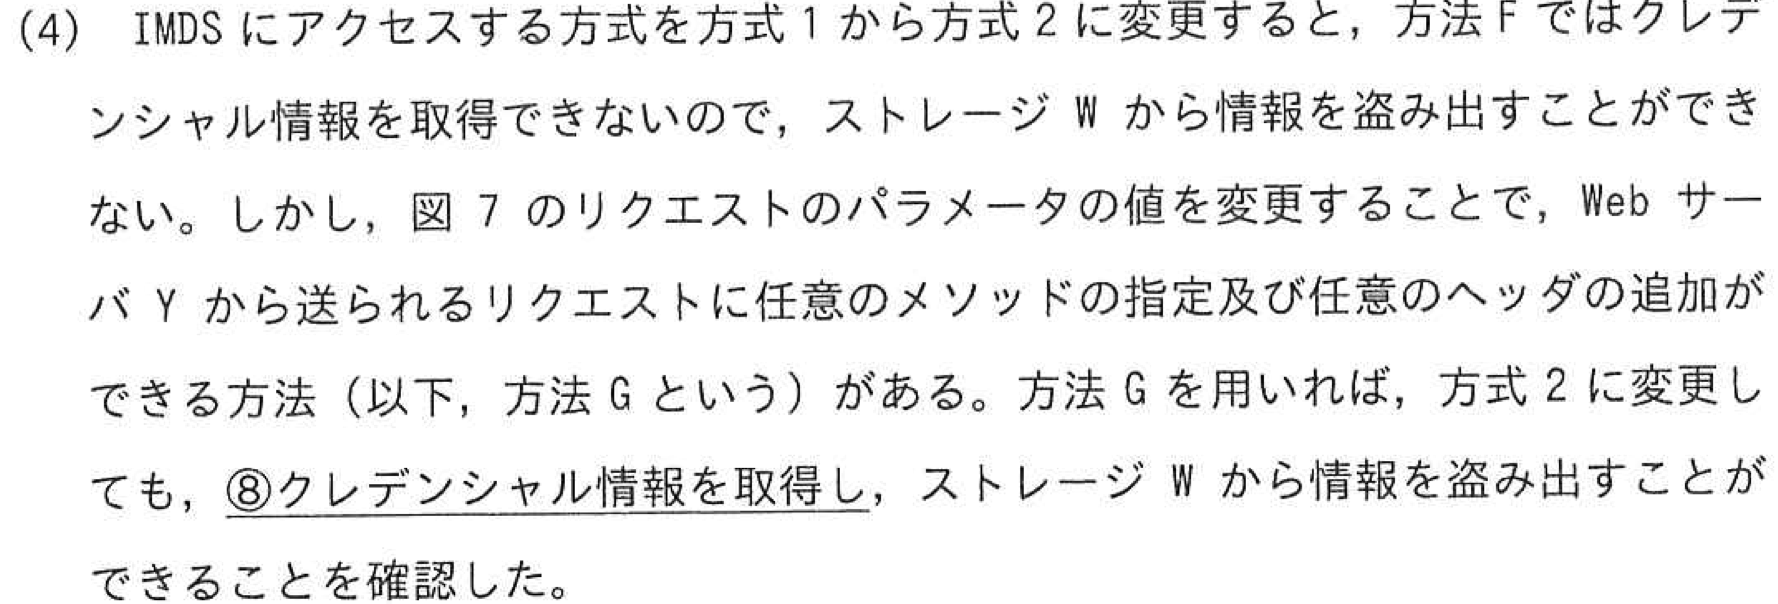 (4) IMDS にアクセスする方式を方式 1 から方式 2 に変更すると，方法 F ではクレデ
ンシャル情報を取得できないので，ストレージ W から情報を盗み出すことができ
ない。しかし，図 7 のリクエストのパラメータの値を変更することで，Web サー
バ Y から送られるリクエストに任意のメソッドの指定及び任意のヘッダの追加が
できる方法（以下，方法 G という）がある。方法 G を用いれば，方式 2 に変更し
ても，⑧クレデンシャル情報を取得し，ストレージ W から情報を盗み出すことが
できることを確認した。